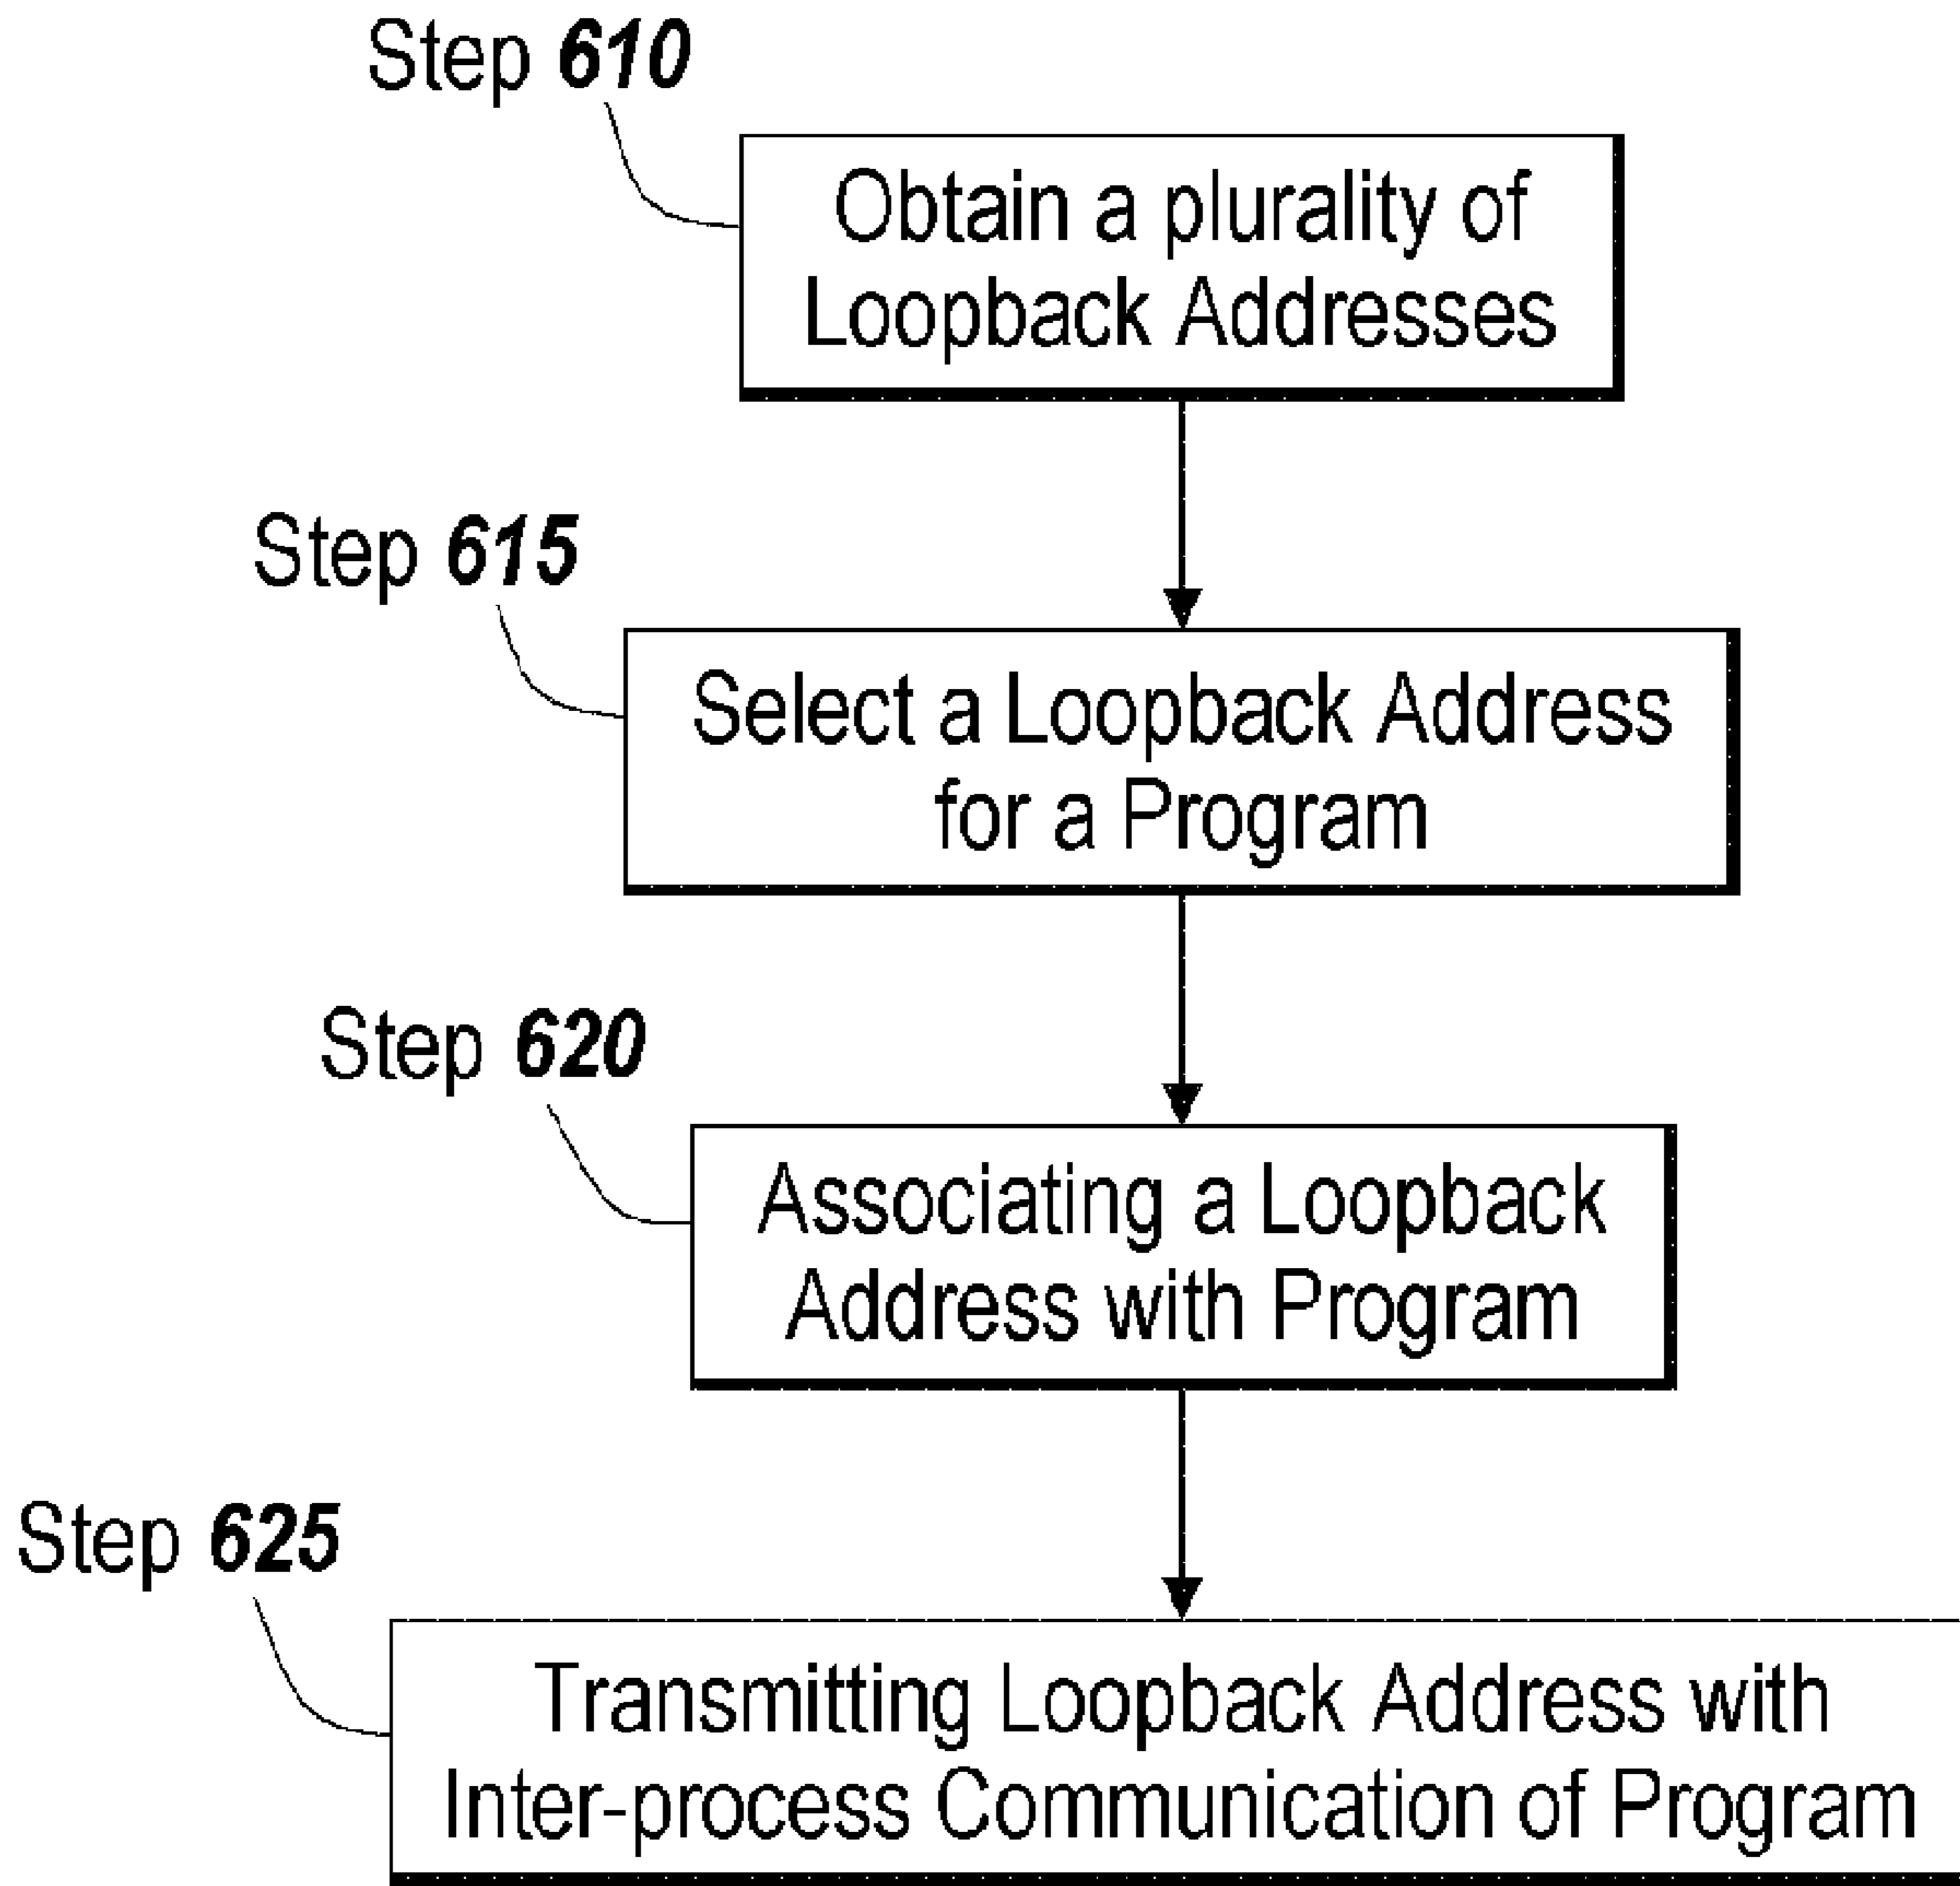 Step 610
Obtain a plurality of
Loopback Addresses
Step 615
Select a Loopback Address
for a Program
Step 620
Associating a Loopback
Address with Program
Step 625
Transmitting Loopback Address with
Inter-process Communication of Program